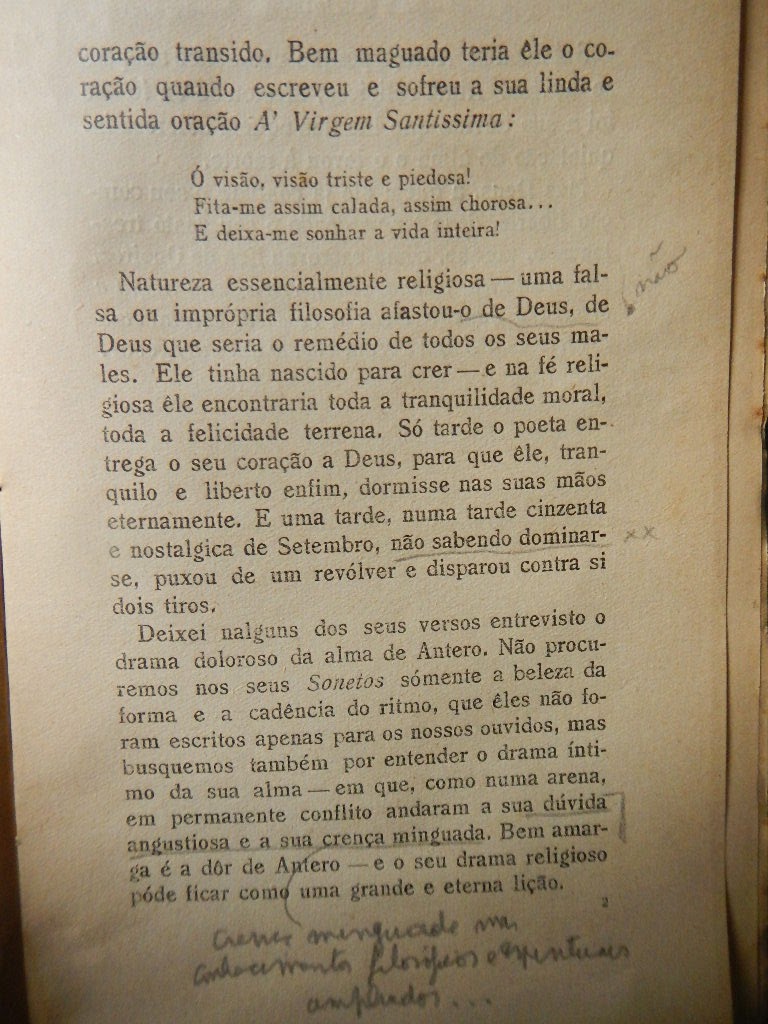 coração transido. Bem maguado teria êle o co-
ração quando escreveu e sofreu a sua linda e
sentida oração A' Virgem Santissima:
Ó visão, visão triste e piedosa!
Fita-me assim calada, assim chorosa...
E deixa-me sonhar a vida inteira!
Natureza essencialmente religiosa — uma fal-
sa ou imprópria filosofia afastou-o de Deus, de
não
Deus que seria o remédio de todos os seus ma-
les. Ele tinha nascido para crer — e na fé reli-
giosa êle encontraria toda a tranquilidade moral,
toda a felicidade terrena. Só tarde o poeta en-
trega o seu coração a Deus, para que êle, tran-
quilo e liberto enfim, dormisse nas suas mãos
eternamente. E uma tarde, numa tarde cinzenta
e nostalgica de Setembro, não sabendo dominar-
xx
se, puxou de um revólver e disparou contra si
dois tiros.
Deixei nalguns dos seus versos entrevisto o
drama doloroso da alma de Antero. Não procu-
remos nos seus Sonetos sómente a beleza da
forma e a cadência do ritmo, que êles não fo-
ram escritos apenas para os nossos ouvidos, mas
busquemos também por entender o drama ínti-
mo da sua alma — em que, como numa arena,
em permanente conflito andaram a sua dúvida
angustiosa e a sua crença minguada. Bem amar-
ga é a dôr de Antero — e o seu drama religioso
póde ficar como uma grande e eterna lição.
2
minguada
conhecimentos filosóficos e
ampliados...